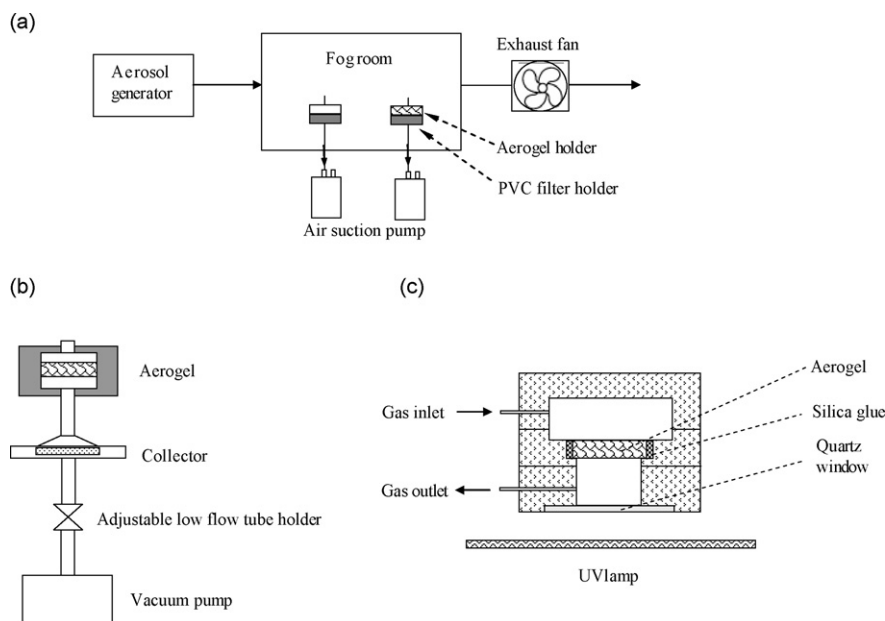 (a)
Exhaust fan
Fog room
Aerosol
generator
Aerogel holder
PVC filter holder
Air suction pump
(b)
Aerogel
Collector
Adjustable low flow tube holder
Vacuum pump
(c)
Aerogel
Gas inlet
Silica glue
Quartz
window
Gas outlet
UVlamp